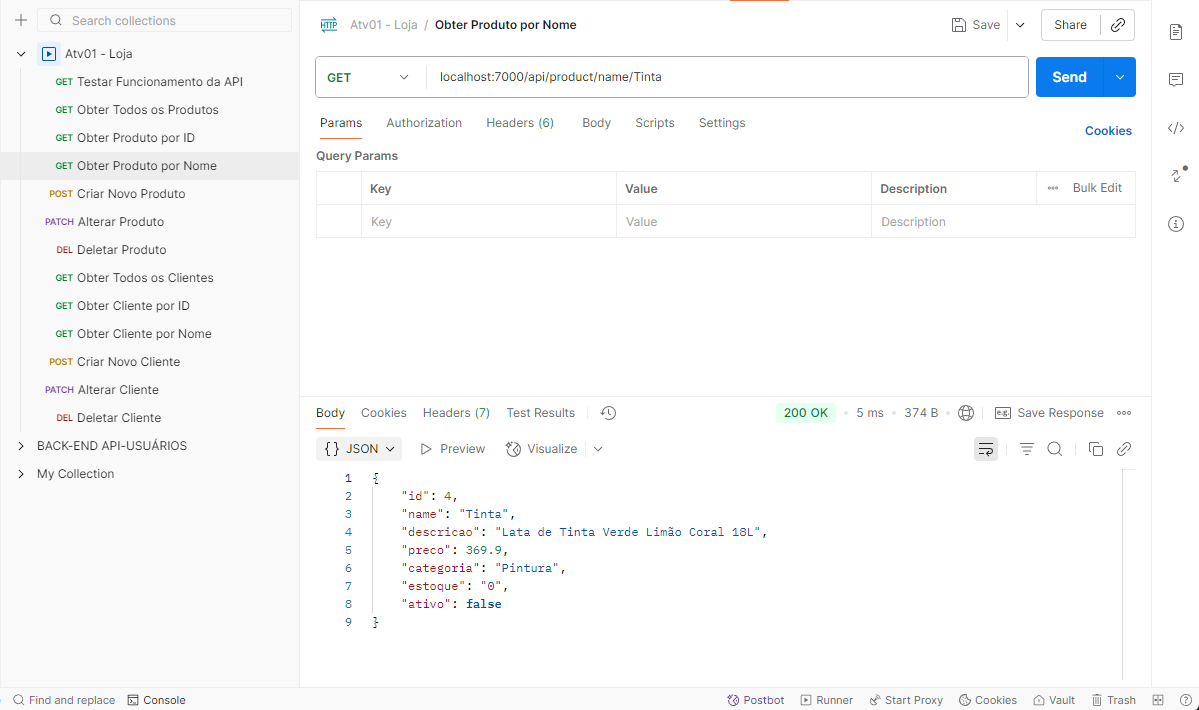 Search collections
Atv01 - Loja
GET Testar Funcionamento da API
GET Obter Todos os Produtos
GET Obter Produto por ID
GET Obter Produto por Nome
POST Criar Novo Produto
PATCH Alterar Produto
DEL Deletar Produto
GET Obter Todos os Clientes
GET Obter Cliente por ID
GET Obter Cliente por Nome
POST Criar Novo Cliente
PATCH Alterar Cliente
DEL Deletar Cliente
BACK-END API-USUÁRIOS
My Collection
HTTP Atv01 - Loja / Obter Produto por Nome Save Share
GET localhost:7000/api/product/name/Tinta Send
Params Authorization Headers (6) Body Scripts Settings Cookies
Query Params
Key Value Description Bulk Edit
Key Value Description
Body Cookies Headers (7) Test Results 200 OK 5 ms 374 B e.g. Save Response
{} JSON Preview Visualize
1 {
2 "id": 4,
3 "name": "Tinta",
4 "descricao": "Lata de Tinta Verde Limão Coral 18L",
5 "preco": 369.9,
6 "categoria": "Pintura",
7 "estoque": "0",
8 "ativo": false
9 }
Find and replace Console Postbot Runner Start Proxy Cookies Vault Trash